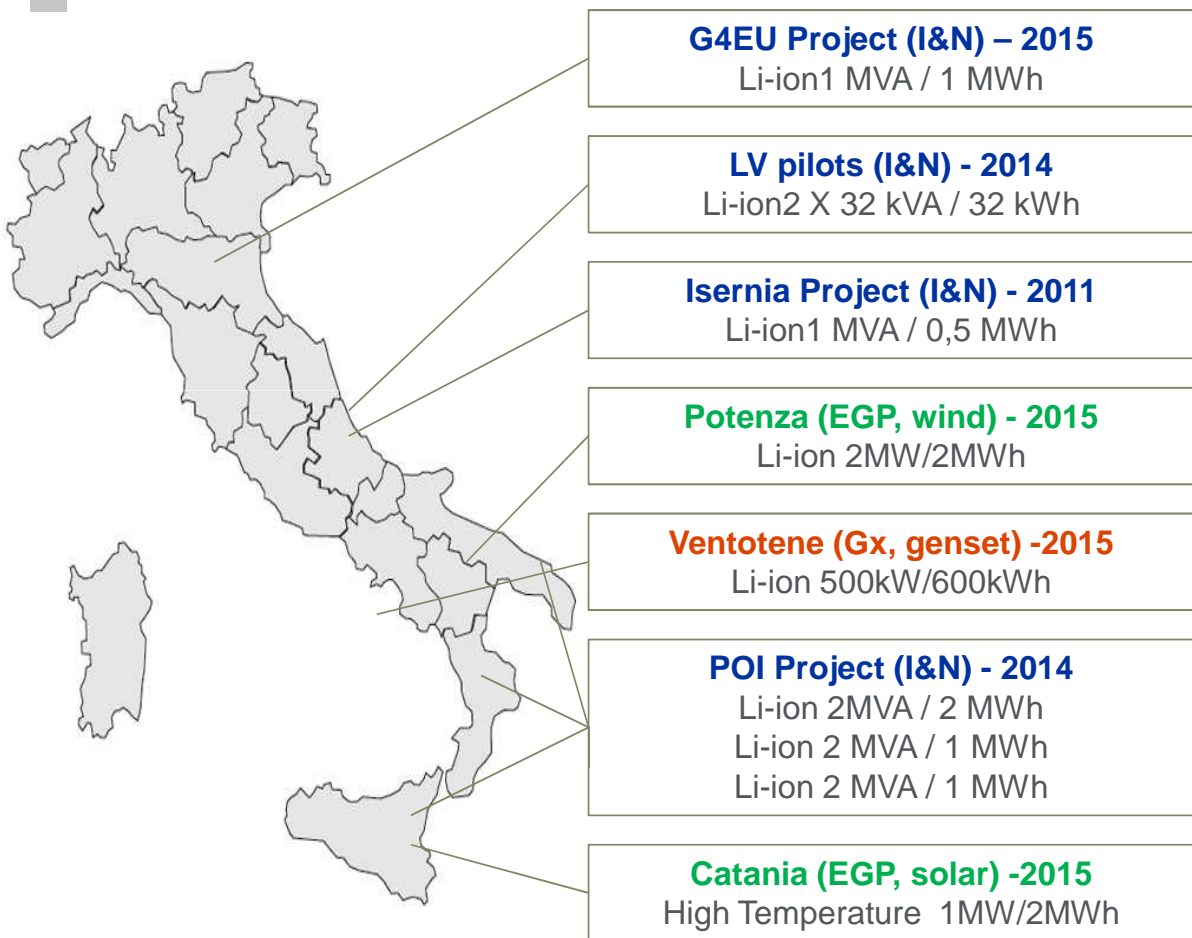 G4EU Project (I&N) – 2015
Li-ion1 MVA / 1 MWh
LV pilots (I&N) - 2014
Li-ion2 X 32 kVA / 32 kWh
Isernia Project (I&N) - 2011
Li-ion1 MVA / 0,5 MWh
Potenza (EGP, wind) - 2015
Li-ion 2MW/2MWh
Ventotene (Gx, genset) -2015
Li-ion 500kW/600kWh
POI Project (I&N) - 2014
Li-ion 2MVA / 2 MWh
Li-ion 2 MVA / 1 MWh
Li-ion 2 MVA / 1 MWh
Catania (EGP, solar) -2015
High Temperature 1MW/2MWh